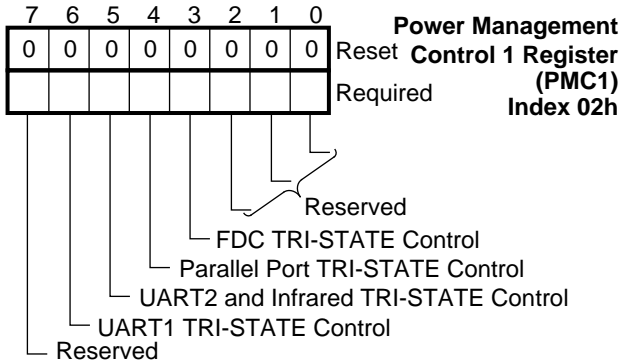 7 6 5 4 3 2 1 0
Power Management
0 0 0 0 0 0 0 0 Reset Control 1 Register
(PMC1)
Required
Index 02h
Reserved
FDC TRI-STATE Control
Parallel Port TRI-STATE Control
UART2 and Infrared TRI-STATE Control
UART1 TRI-STATE Control
Reserved